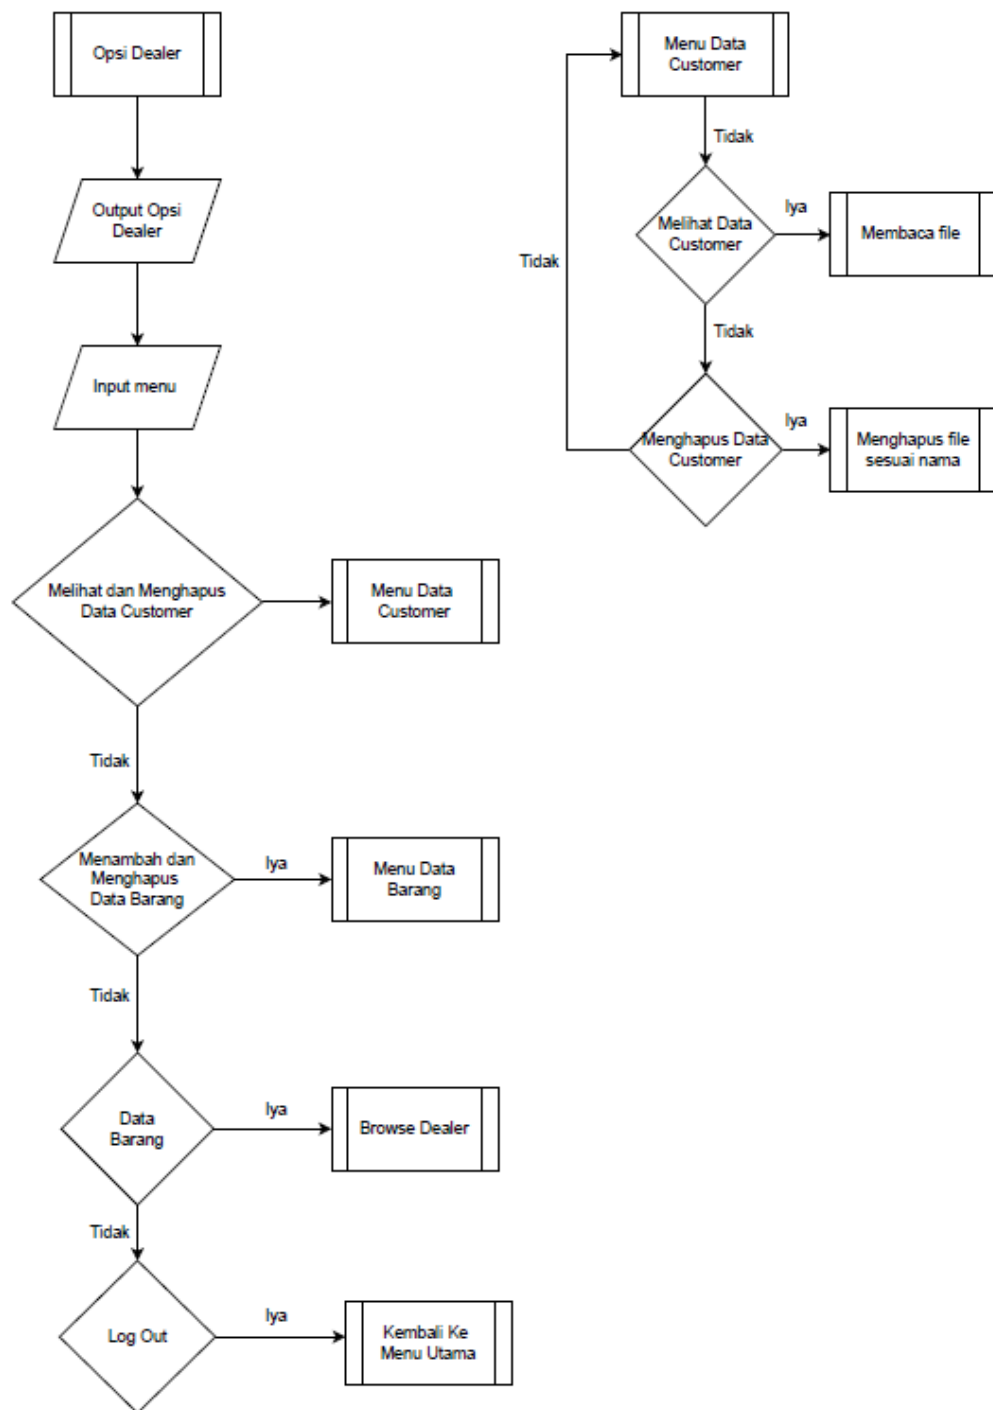 Opsi Dealer
Output Opsi
Dealer
Input menu
Melihat dan Menghapus
Data Customer
Menu Data
Customer
Tidak
Menambah dan
Menghapus
Data Barang
Iya
Menu Data
Barang
Tidak
Data
Barang
Iya
Browse Dealer
Tidak
Log Out
Iya
Kembali Ke
Menu Utama
Menu Data
Customer
Tidak
Melihat Data
Customer
Iya
Membaca file
Tidak
Tidak
Menghapus Data
Customer
Iya
Menghapus file
sesuai nama